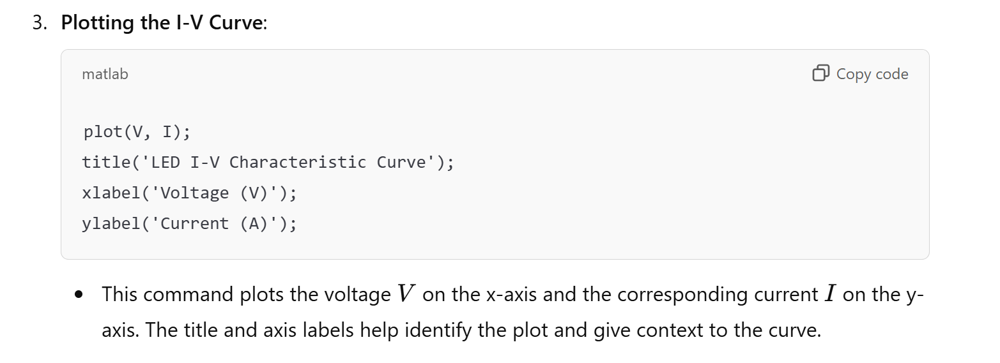 3. Plotting the I-V Curve:
matlab
Copy code
plot(V, I);
title('LED I-V Characteristic Curve');
xlabel('Voltage (V)');
ylabel('Current (A)');
• This command plots the voltage V on the x-axis and the corresponding current I on the y-
axis. The title and axis labels help identify the plot and give context to the curve.